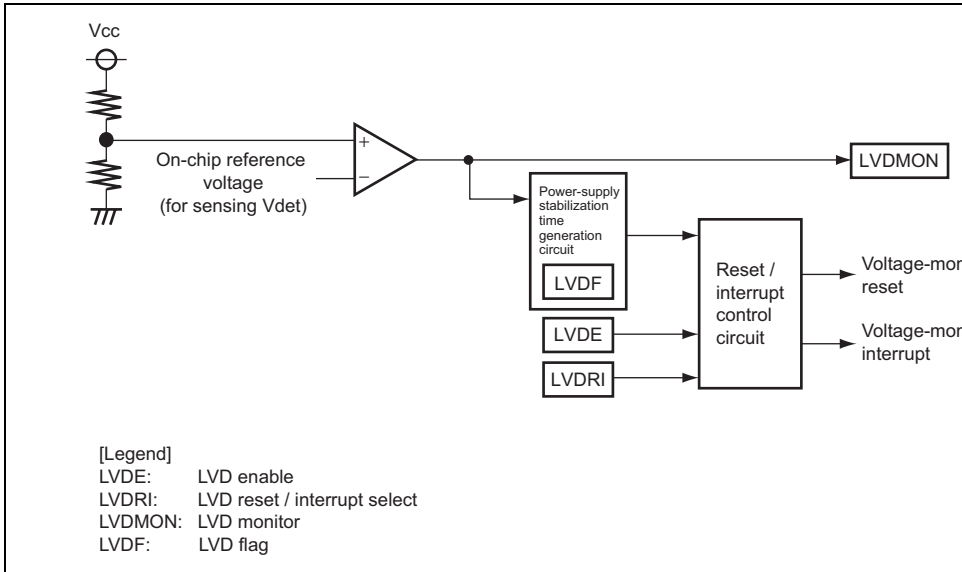 Vcc
+
−
On-chip reference
voltage
(for sensing Vdet)
LVDMON
Power-supply
stabilization
time
generation
circuit
LVDF
Reset /
interrupt
control
circuit
Voltage-mon
reset
LVDE
Voltage-mon
interrupt
LVDRI
[Legend]
LVDE: LVD enable
LVDRI: LVD reset / interrupt select
LVDMON: LVD monitor
LVDF: LVD flag